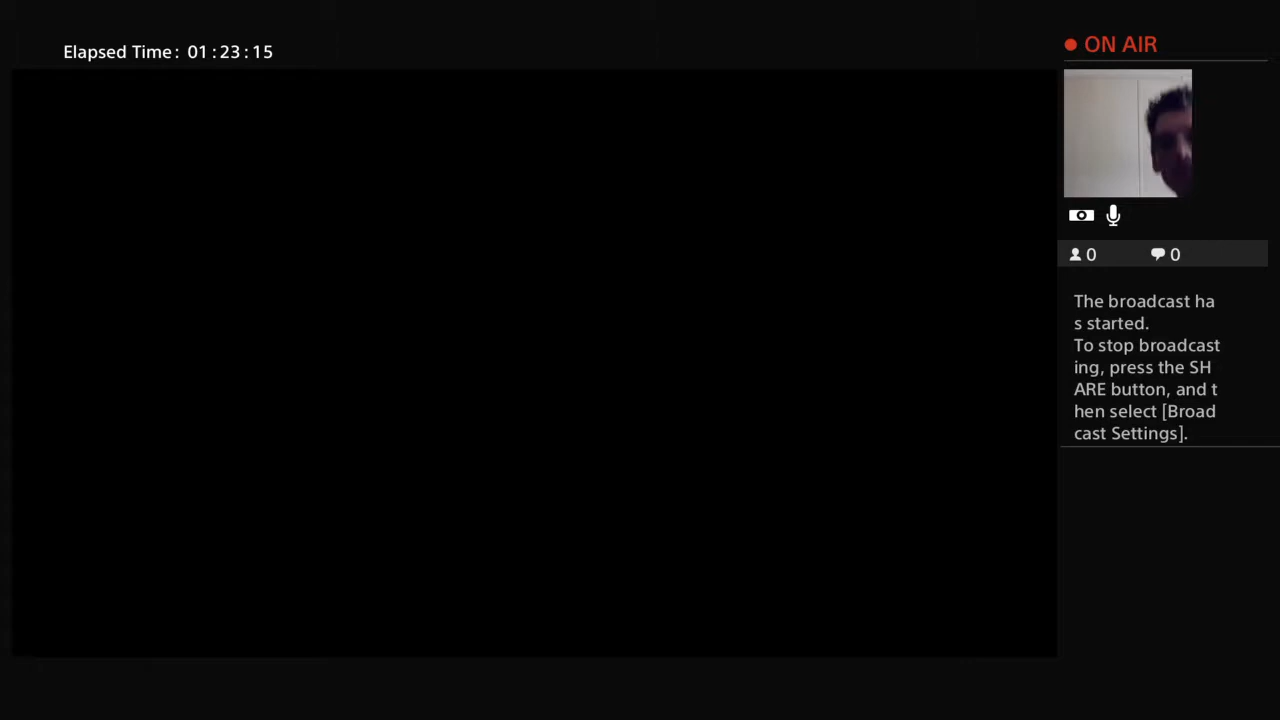 Elapsed Time: 01:23:15
ON AIR
0 0
The broadcast ha
s started.
To stop broadcast
ing, press the SH
ARE button, and t
hen select [Broad
cast Settings].